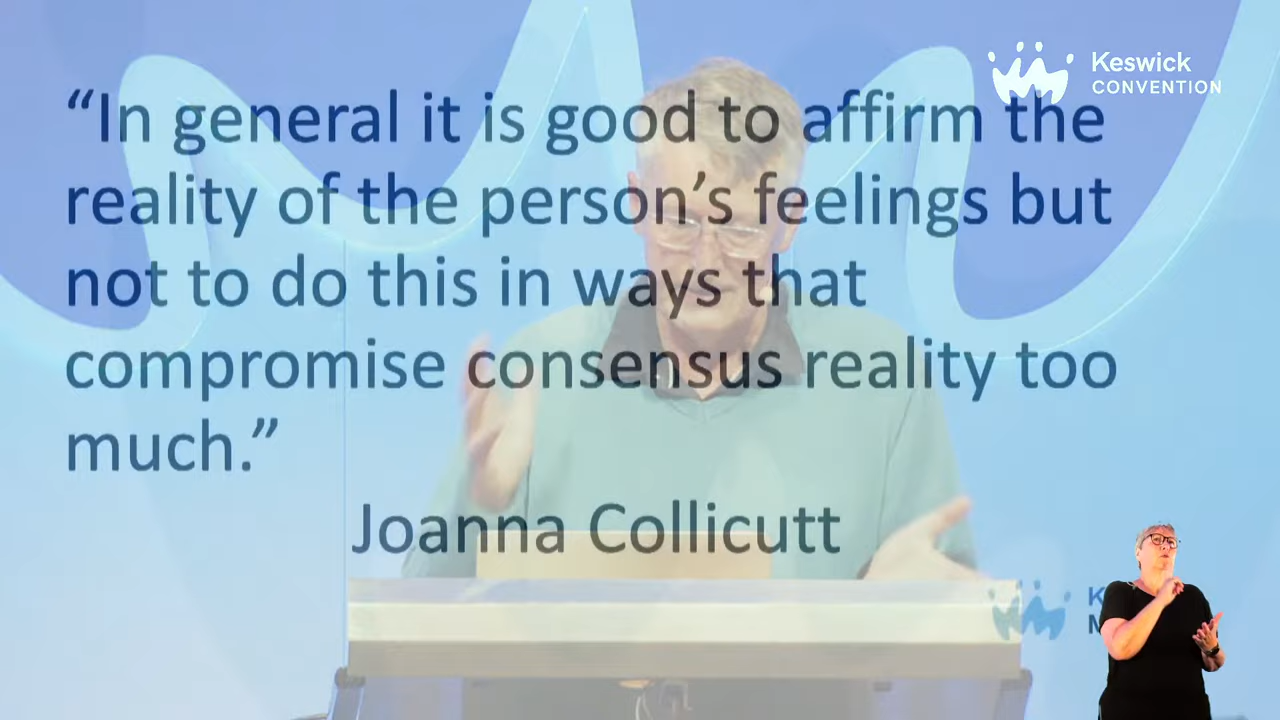 Keswick
CONVENTION
“In general it is good to affirm the
reality of the person’s feelings but
not to do this in ways that
compromise consensus reality too
much.”
Joanna Collicutt